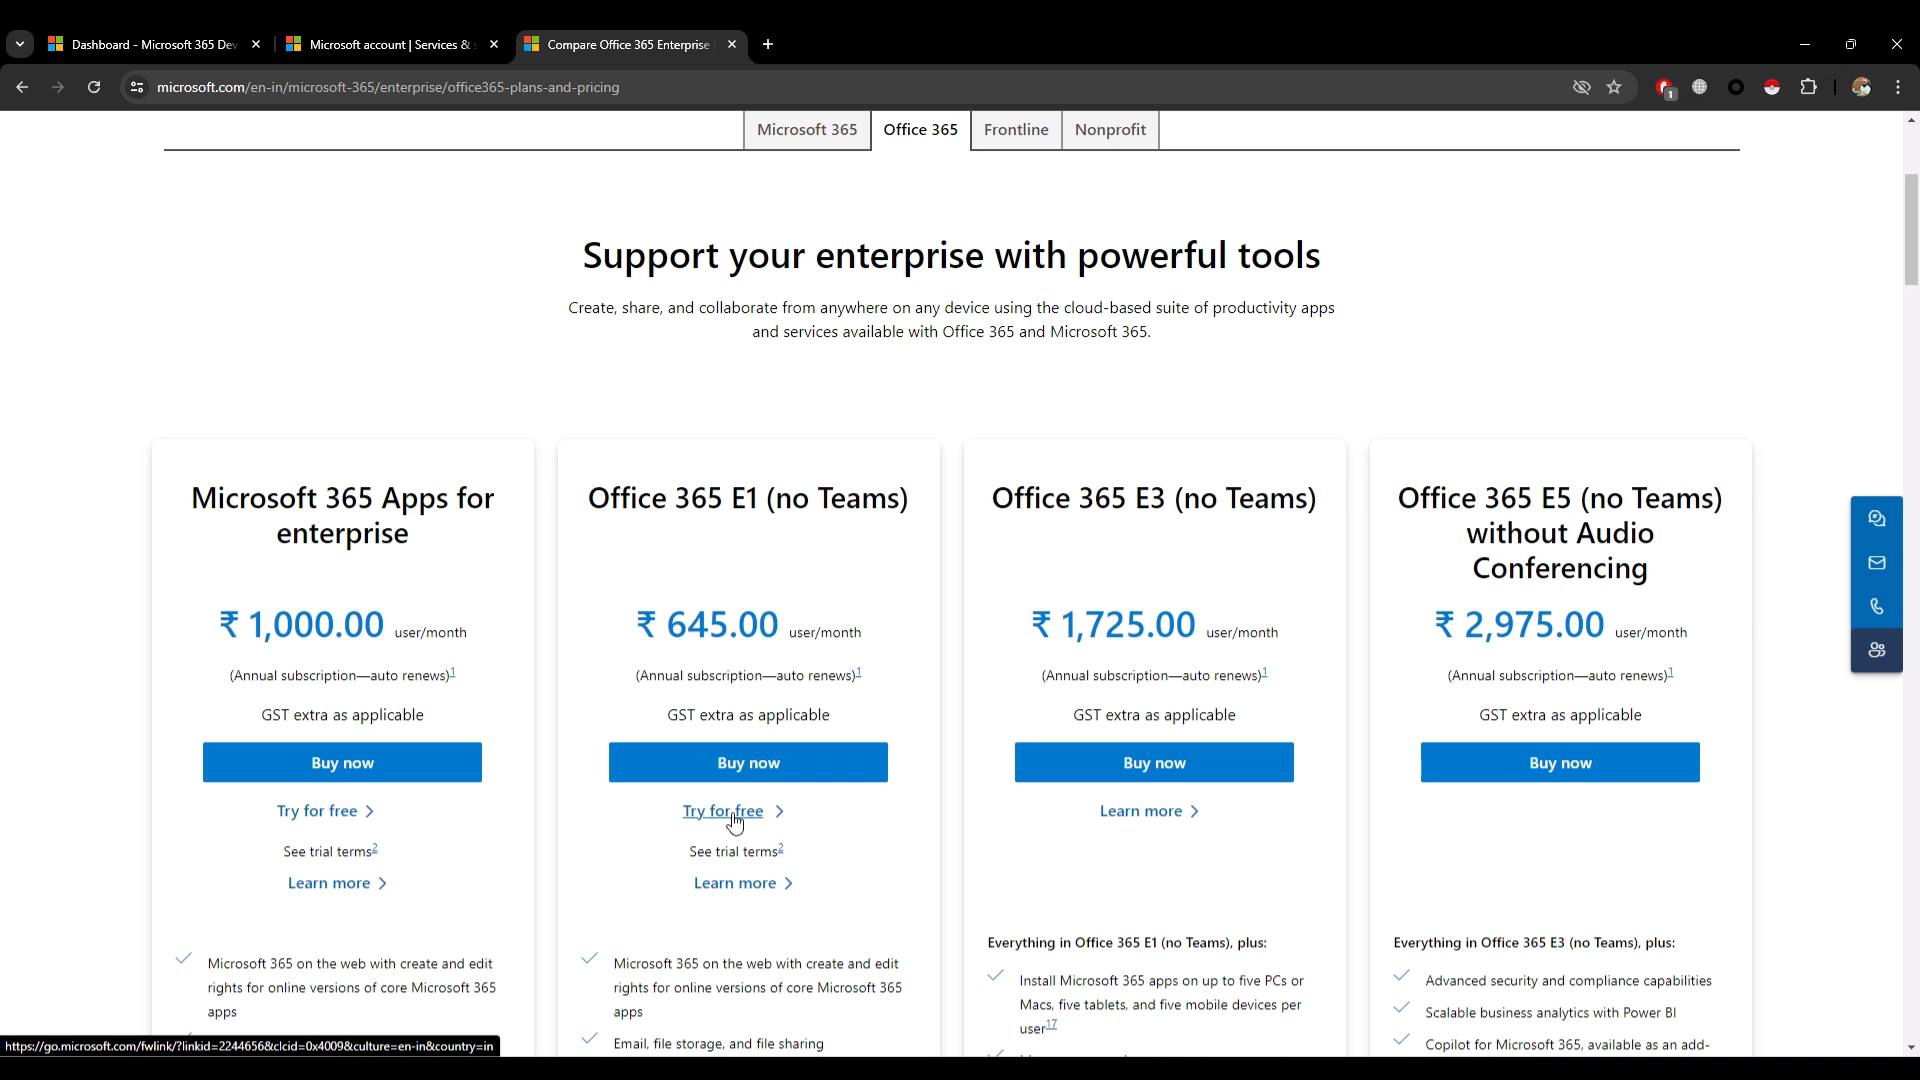 Dashboard - Microsoft 365 Dev
Microsoft account | Services &
Compare Office 365 Enterprise
microsoft.com/en-in/microsoft-365/enterprise/office365-plans-and-pricing
1
Microsoft 365
Office 365
Frontline
Nonprofit
Support your enterprise with powerful tools
Create, share, and collaborate from anywhere on any device using the cloud-based suite of productivity apps
and services available with Office 365 and Microsoft 365.
Microsoft 365 Apps for
enterprise
₹ 1,000.00 user/month
(Annual subscription—auto renews)1
GST extra as applicable
Buy now
Try for free
See trial terms2
Learn more
Microsoft 365 on the web with create and edit
rights for online versions of core Microsoft 365
apps
Office 365 E1 (no Teams)
₹ 645.00 user/month
(Annual subscription—auto renews)1
GST extra as applicable
Buy now
Try for free
See trial terms2
Learn more
Microsoft 365 on the web with create and edit
rights for online versions of core Microsoft 365
apps
Email, file storage, and file sharing
Office 365 E3 (no Teams)
₹ 1,725.00 user/month
(Annual subscription—auto renews)1
GST extra as applicable
Buy now
Learn more
Everything in Office 365 E1 (no Teams), plus:
Install Microsoft 365 apps on up to five PCs or
Macs, five tablets, and five mobile devices per
user17
Office 365 E5 (no Teams)
without Audio
Conferencing
₹ 2,975.00 user/month
(Annual subscription—auto renews)1
GST extra as applicable
Buy now
Everything in Office 365 E3 (no Teams), plus:
Advanced security and compliance capabilities
Scalable business analytics with Power BI
Copilot for Microsoft 365, available as an add-
https://go.microsoft.com/fwlink/?linkid=2244656&clcid=0x4009&culture=en-in&country=in